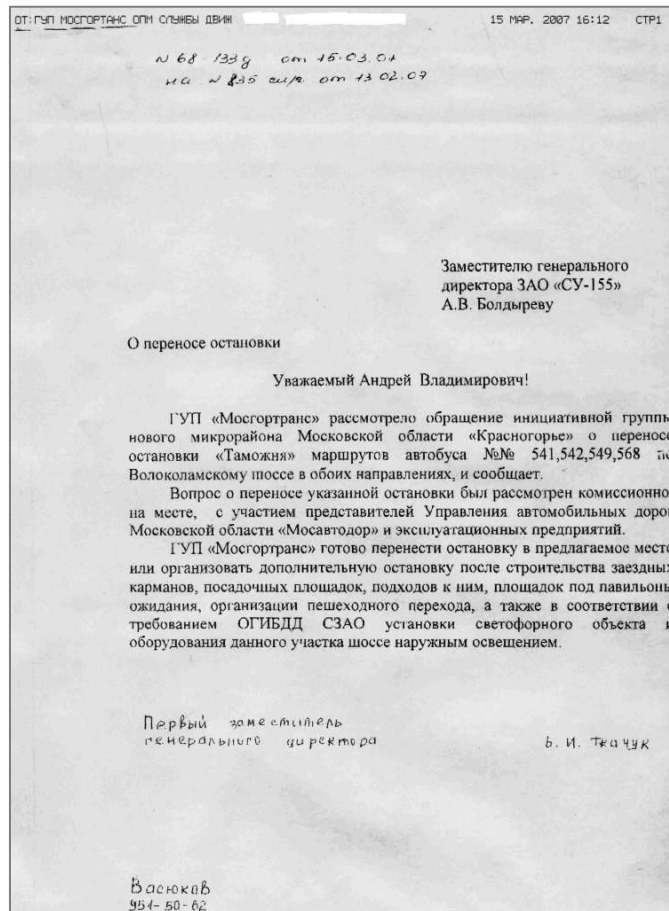 ОТ:ГУП МОСГОРТАНС ОПМ СЛУЖБЫ ДВИЖ 15 МАР. 2007 16:12 СТР1
N 68-133д от 15.03.07
на N 835 от 13.02.07
Заместителю генерального
директора ЗАО «СУ-155»
А.В. Болдыреву
О переносе остановки
Уважаемый Андрей Владимирович!
ГУП «Мосгортранс» рассмотрело обращение инициативной группы
нового микрорайона Московской области «Красногорье» о переносе
остановки «Таможня» маршрутов автобуса №№ 541,542,549,568 по
Волоколамскому шоссе в обоих направлениях, и сообщает.
Вопрос о переносе указанной остановки был рассмотрен комиссионно
на месте, с участием представителей Управления автомобильных дорог
Московской области «Мосавтодор» и эксплуатационных предприятий.
ГУП «Мосгортранс» готово перенести остановку в предлагаемое место
или организовать дополнительную остановку после строительства заездных
карманов, посадочных площадок, подходов к ним, площадок под павильоны
ожидания, организации пешеходного перехода, а также в соответствии с
требованием ОГИБДД СЗАО установки светофорного объекта и
оборудования данного участка шоссе наружным освещением.
Первый заместитель
генерального директора Б. И. Ткачук
Васюков
951-50-62